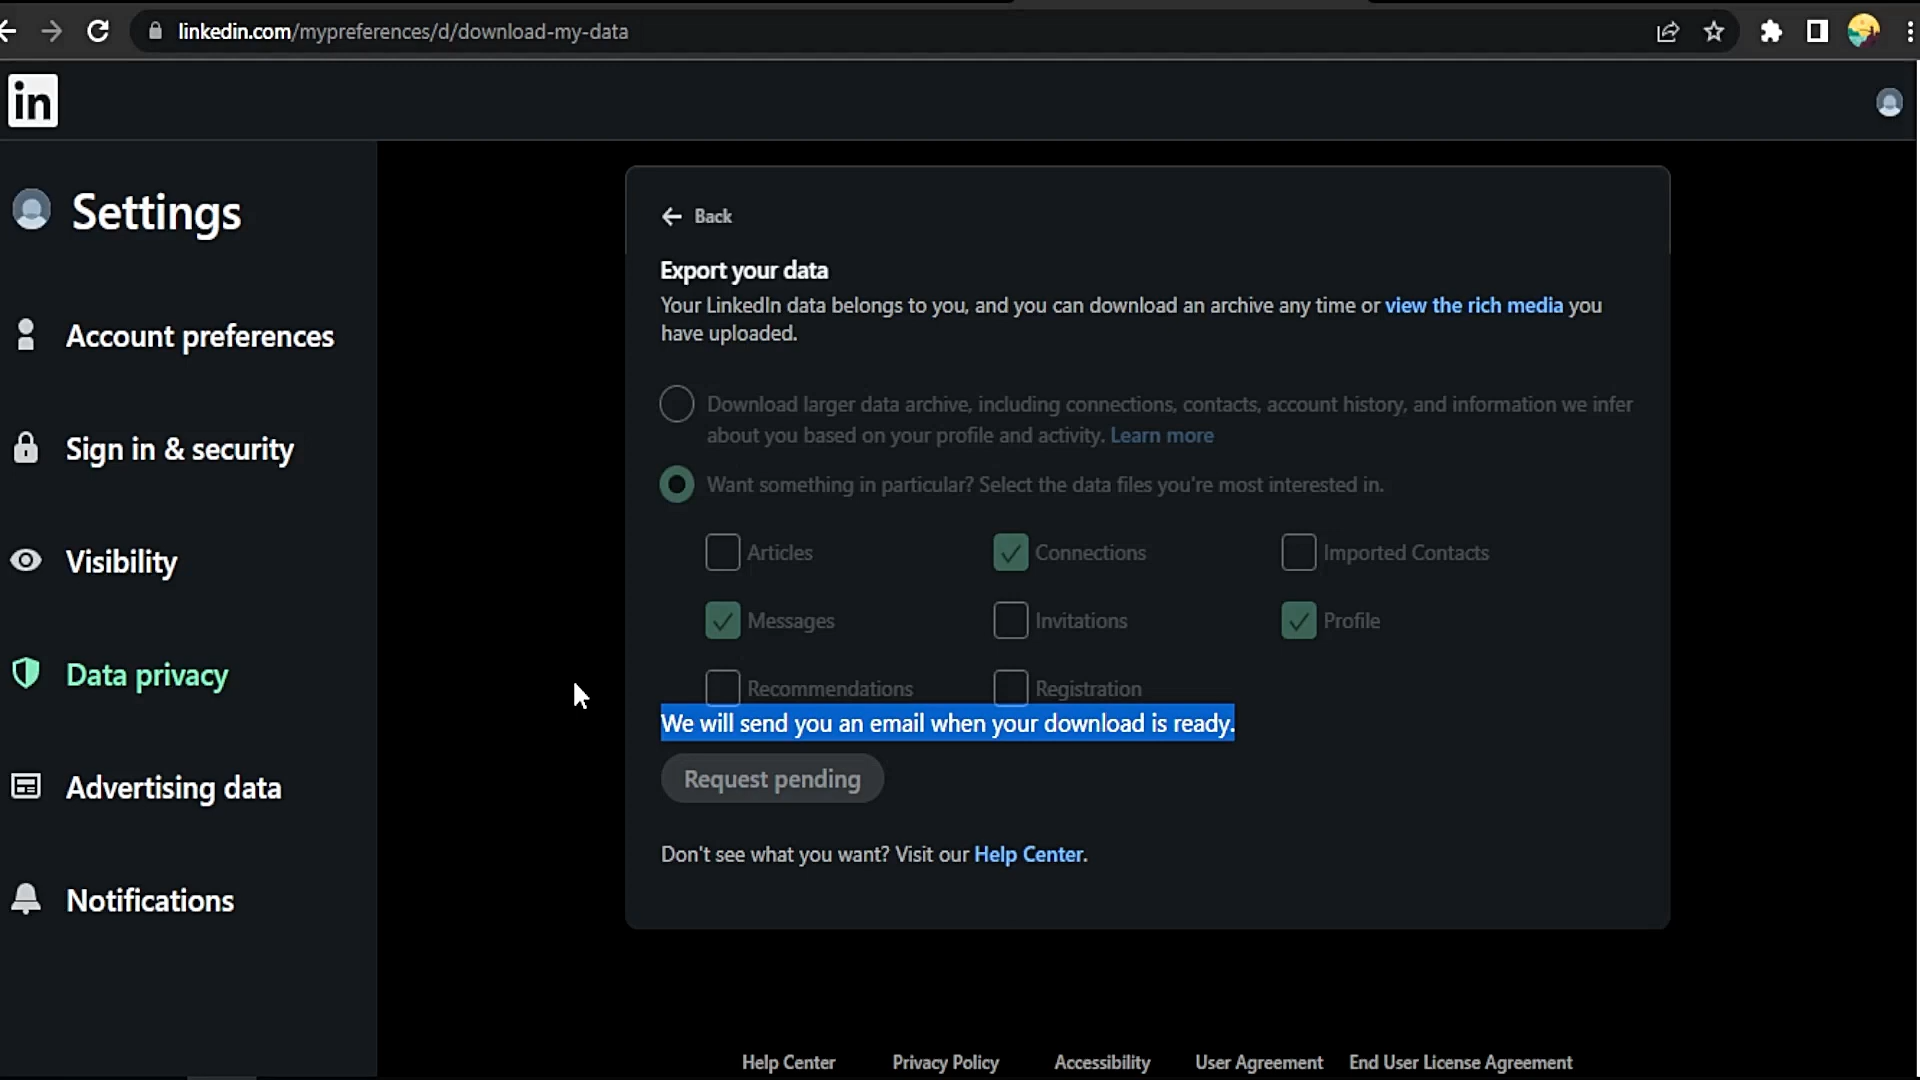 linkedin.com/mypreferences/d/download-my-data
in
Settings
Account preferences
Sign in & security
Visibility
Data privacy
Advertising data
Notifications
Back
Export your data
Your LinkedIn data belongs to you, and you can download an archive any time or view the rich media you
have uploaded.
Download larger data archive, including connections, contacts, account history, and information we infer
about you based on your profile and activity. Learn more
Want something in particular? Select the data files you're most interested in.
Articles Connections Imported Contacts
Messages Invitations Profile
Recommendations Registration
We will send you an email when your download is ready.
Request pending
Don't see what you want? Visit our Help Center.
Help Center Privacy Policy Accessibility User Agreement End User License Agreement